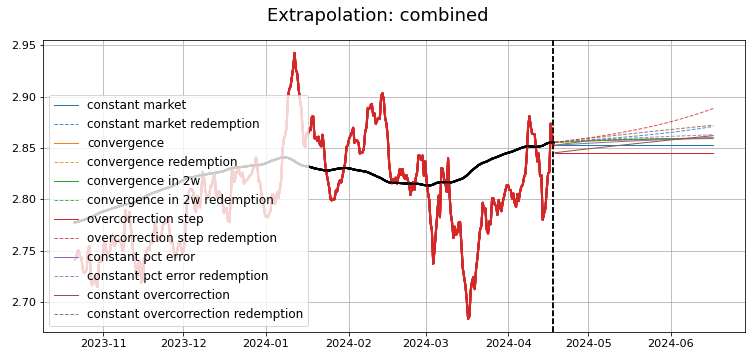 Extrapolation: combined
2.95
2.90
2.85
2.80
2.75
2.70
constant market
constant market redemption
convergence
convergence redemption
convergence in 2w
convergence in 2w redemption
overcorrection step
overcorrection step redemption
constant pct error
constant pct error redemption
constant overcorrection
constant overcorrection redemption
2023-11 2023-12 2024-01 2024-02 2024-03 2024-04 2024-05 2024-06